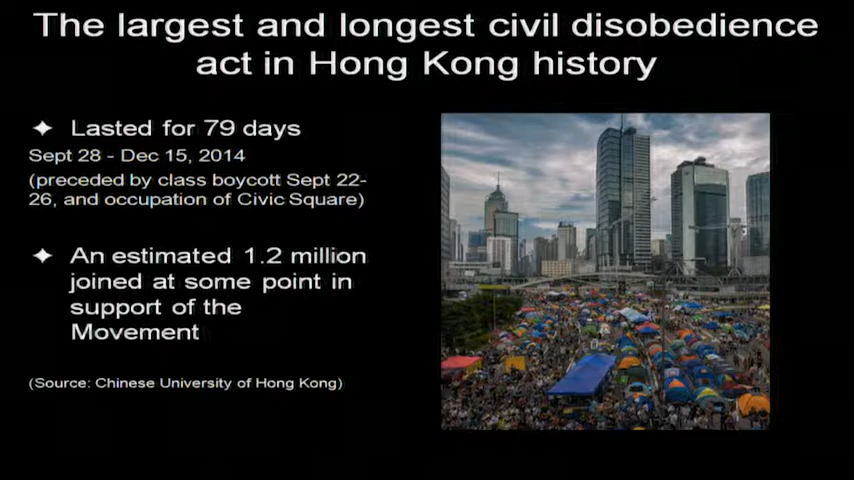 The largest and longest civil disobedience
act in Hong Kong history
Lasted for 79 days
Sept 28 - Dec 15, 2014
(preceded by class boycott Sept 22-
26, and occupation of Civic Square)
An estimated 1.2 million
joined at some point in
support of the
Movement
(Source: Chinese University of Hong Kong)